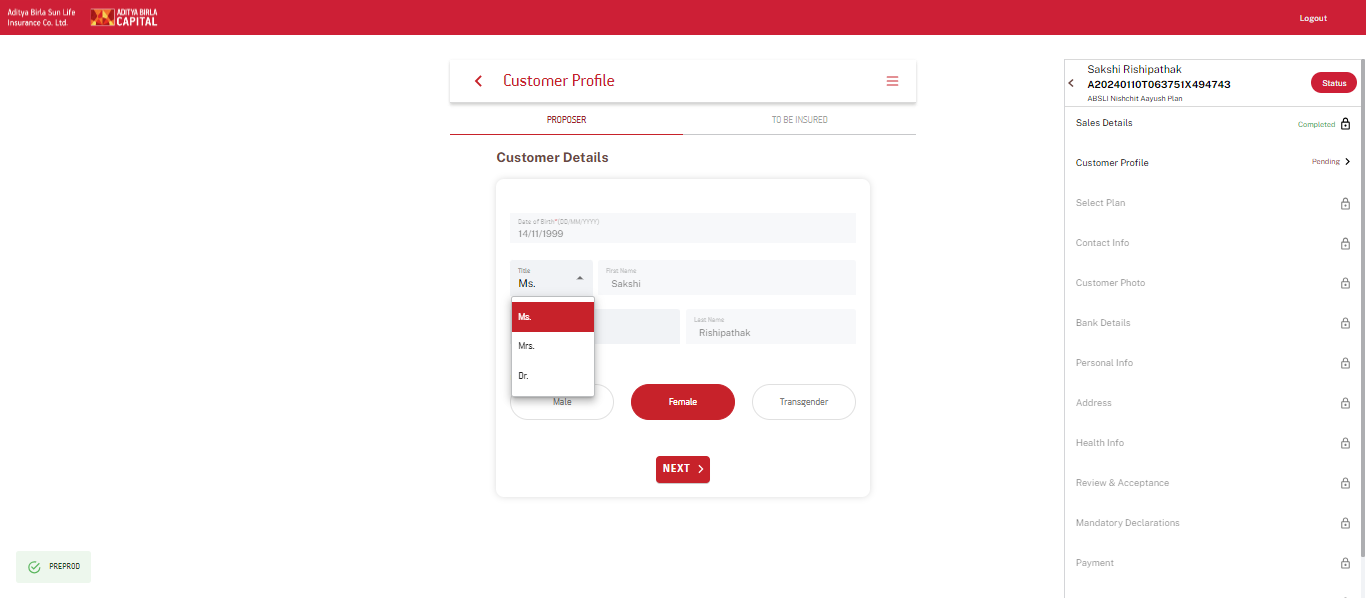 Aditya Birla Sun Life
Insurance Co. Ltd.
ADITYA BIRLA
CAPITAL
Logout
Customer Profile
PROPOSER
TO BE INSURED
Customer Details
Date of Birth*(DD/MM/YYYY)
14/11/1999
Title
Ms.
First Name
Sakshi
Ms.
Mrs.
Dr.
Last Name
Rishipathak
Male
Female
Transgender
NEXT
PREPROD
Sakshi Rishipathak
A20240110T063751X494743
ABSLI Nishchit Aayush Plan
Status
Sales Details
Completed
Customer Profile
Pending
Select Plan
Contact Info
Customer Photo
Bank Details
Personal Info
Address
Health Info
Review & Acceptance
Mandatory Declarations
Payment